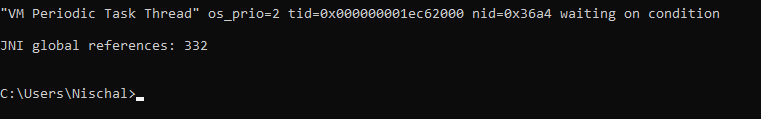 "VM Periodic Task Thread" os_prio=2 tid=0x000000001ec62000 nid=0x36a4 waiting on condition
JNI global references: 332
C:\Users\Nischal>